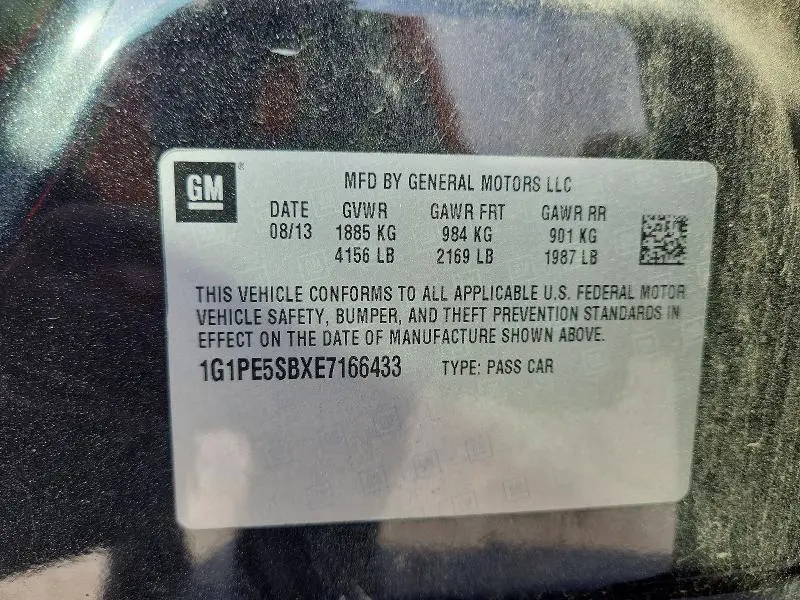 GM ® MFD BY GENERAL MOTORS LLC
DATE GVWR GAWR FRT GAWR RR
08/13 1885 KG 984 KG 901 KG
4156 LB 2169 LB 1987 LB
THIS VEHICLE CONFORMS TO ALL APPLICABLE U.S. FEDERAL MOTOR
VEHICLE SAFETY, BUMPER, AND THEFT PREVENTION STANDARDS IN
EFFECT ON THE DATE OF MANUFACTURE SHOWN ABOVE.
1G1PE5SBXE7166433 TYPE: PASS CAR